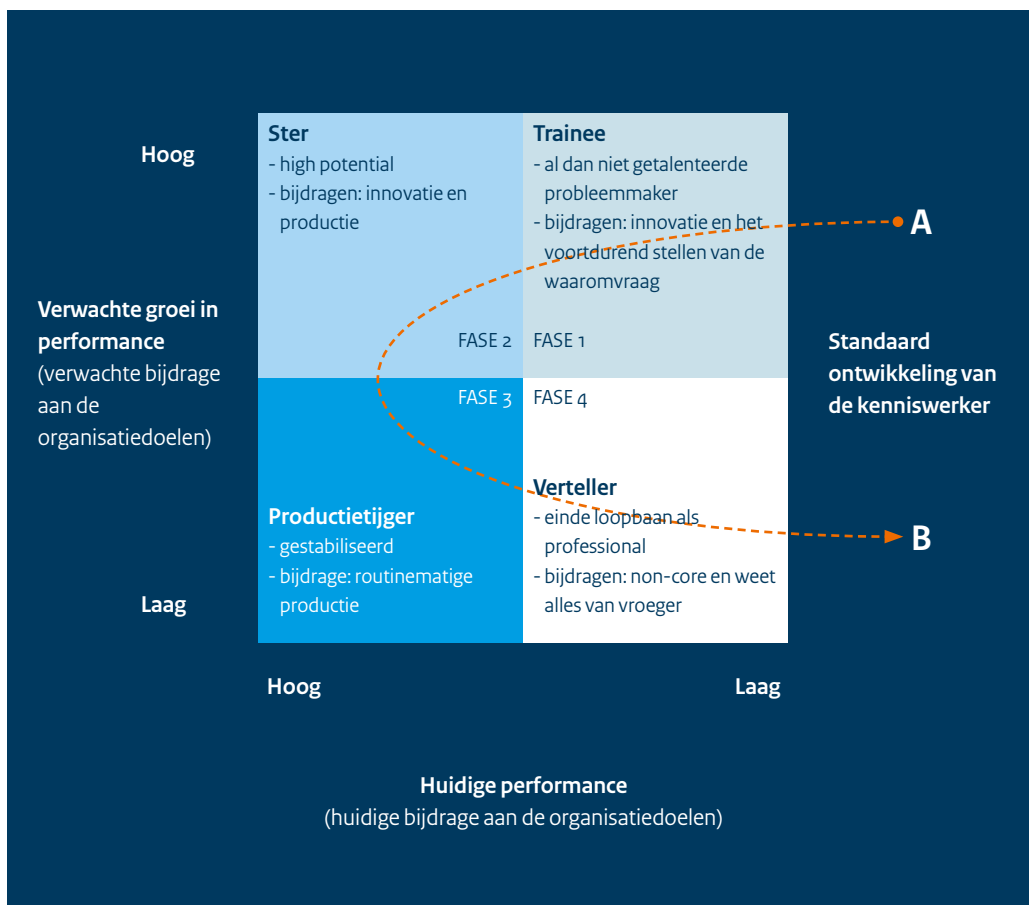 Hoog
Ster
- high potential
- bijdragen: innovatie en
productie
FASE 2
Trainee
- al dan niet getalenteerde
probleemmaker
- bijdragen: innovatie en het
voortdurend stellen van de
waaromvraag
FASE 1
A
Verwachte groei in
performance
(verwachte bijdrage
aan de
organisatiedoelen)
Standaard
ontwikkeling van
de kenniswerker
FASE 3
Productietijger
- gestabiliseerd
- bijdrage: routinematige
productie
FASE 4
Verteller
- einde loopbaan als
professional
- bijdragen: non-core en weet
alles van vroeger
B
Laag
Hoog
Laag
Huidige performance
(huidige bijdrage aan de organisatiedoelen)